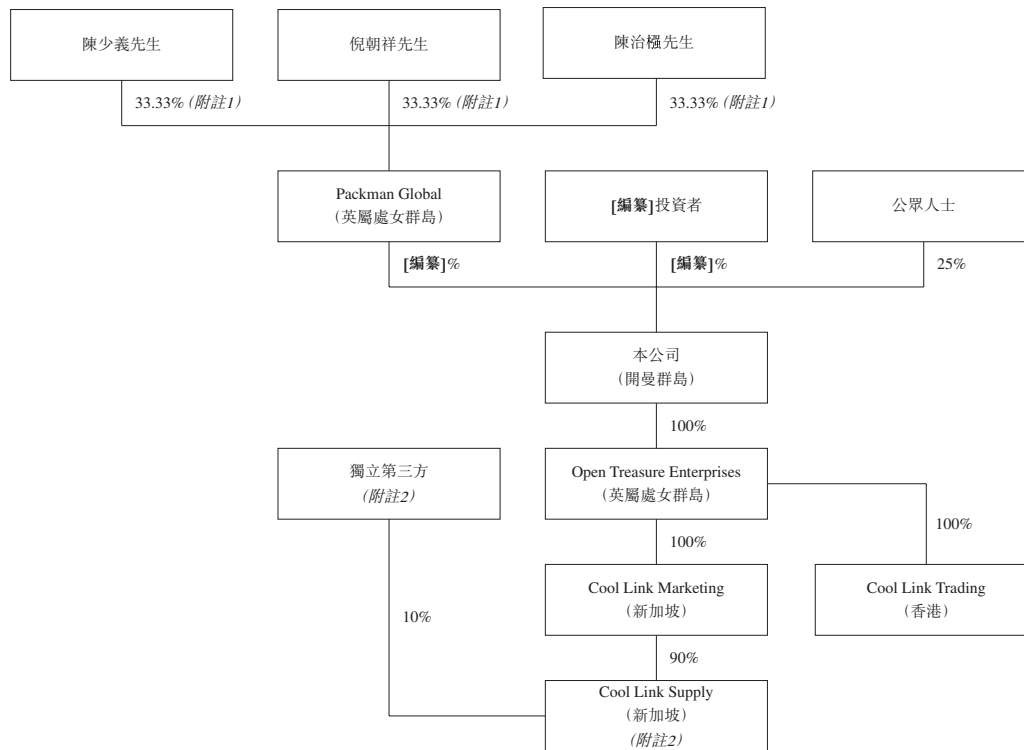 陳少義先生
倪朝祥先生
陳治樞先生
33.33% (附註1)
33.33% (附註1)
33.33% (附註1)
Packman Global
(英屬處女群島)
[編纂]投資者
公眾人士
[編纂]%
[編纂]%
25%
本公司
(開曼群島)
100%
獨立第三方
(附註2)
Open Treasure Enterprises
(英屬處女群島)
100%
100%
Cool Link Marketing
(新加坡)
Cool Link Trading
(香港)
10%
90%
Cool Link Supply
(新加坡)
(附註2)